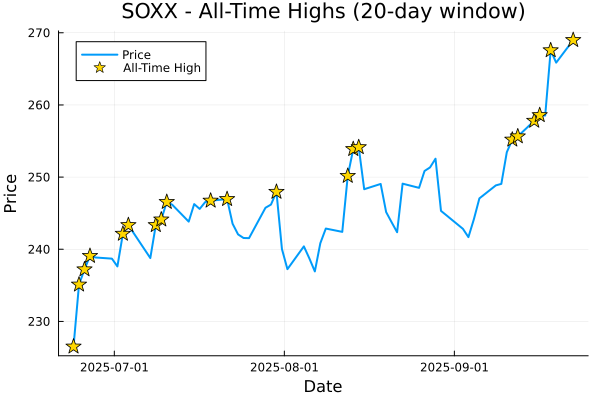 SOXX - All-Time Highs (20-day window)
270
260
250
240
230
Price
Price
All-Time High
2025-07-01
2025-08-01
2025-09-01
Date